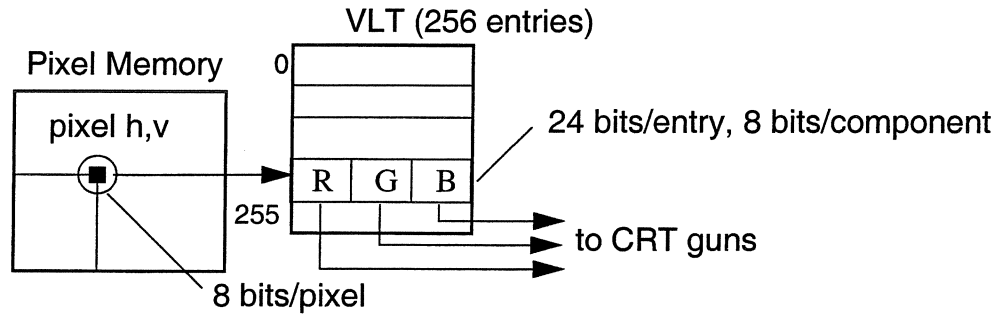 VLT (256 entries)
Pixel Memory
0
pixel h,v
24 bits/entry, 8 bits/component
R G B
255
to CRT guns
8 bits/pixel